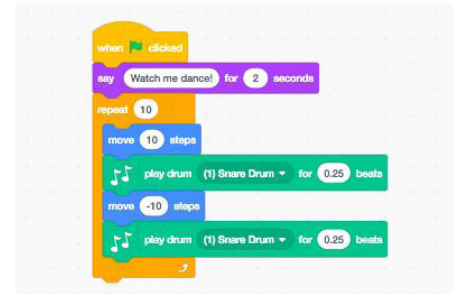 when clicked
say Watch me dance! for 2 seconds
repeat 10
move 10 steps
play drum (1) Snare Drum for 0.25 beats
move -10 steps
play drum (1) Snare Drum for 0.25 beats